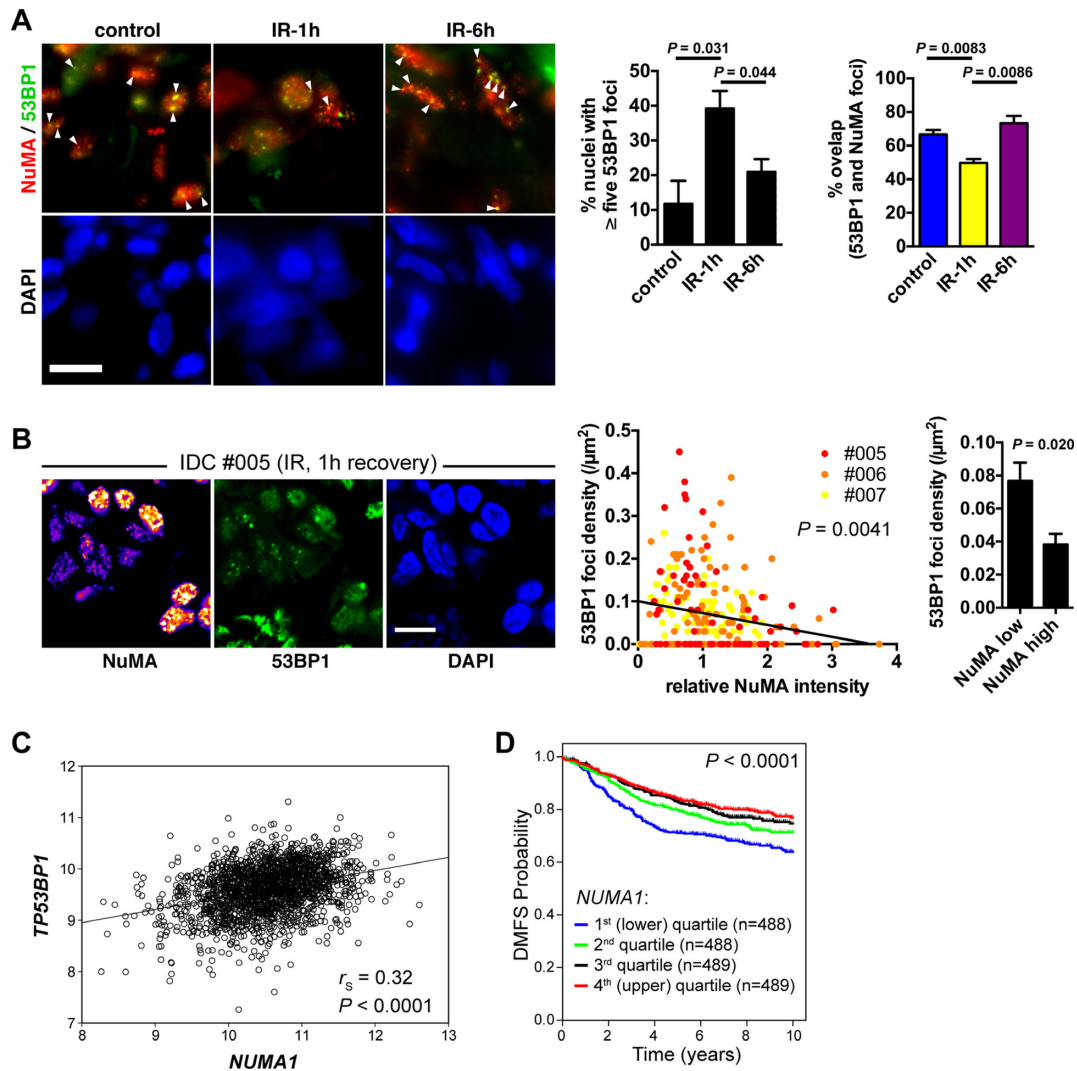 A
control
IR-1h
IR-6h
NuMA / 53BP1
DAPI
% nuclei with
≥ five 53BP1 foci
50
40
30
20
10
0
P = 0.031
P = 0.044
control
IR-1h
IR-6h
% overlap
(53BP1 and NuMA foci)
100
80
60
40
20
0
P = 0.0083
P = 0.0086
control
IR-1h
IR-6h
B
IDC #005 (IR, 1h recovery)
NuMA
53BP1
DAPI
53BP1 foci density (/µm²)
0.5
0.4
0.3
0.2
0.1
0.0
#005
#006
#007
P = 0.0041
0
1
2
3
4
relative NuMA intensity
53BP1 foci density (/µm²)
0.10
0.08
0.06
0.04
0.02
0.00
P = 0.020
NuMA low
NuMA high
C
TP53BP1
12
11
10
9
8
7
rS = 0.32
P < 0.0001
8
9
10
11
12
13
NUMA1
D
DMFS Probability
1.0
0.8
0.6
0.4
0.2
0.0
P < 0.0001
NUMA1:
1st (lower) quartile (n=488)
2nd quartile (n=488)
3rd quartile (n=489)
4th (upper) quartile (n=489)
0
2
4
6
8
10
Time (years)